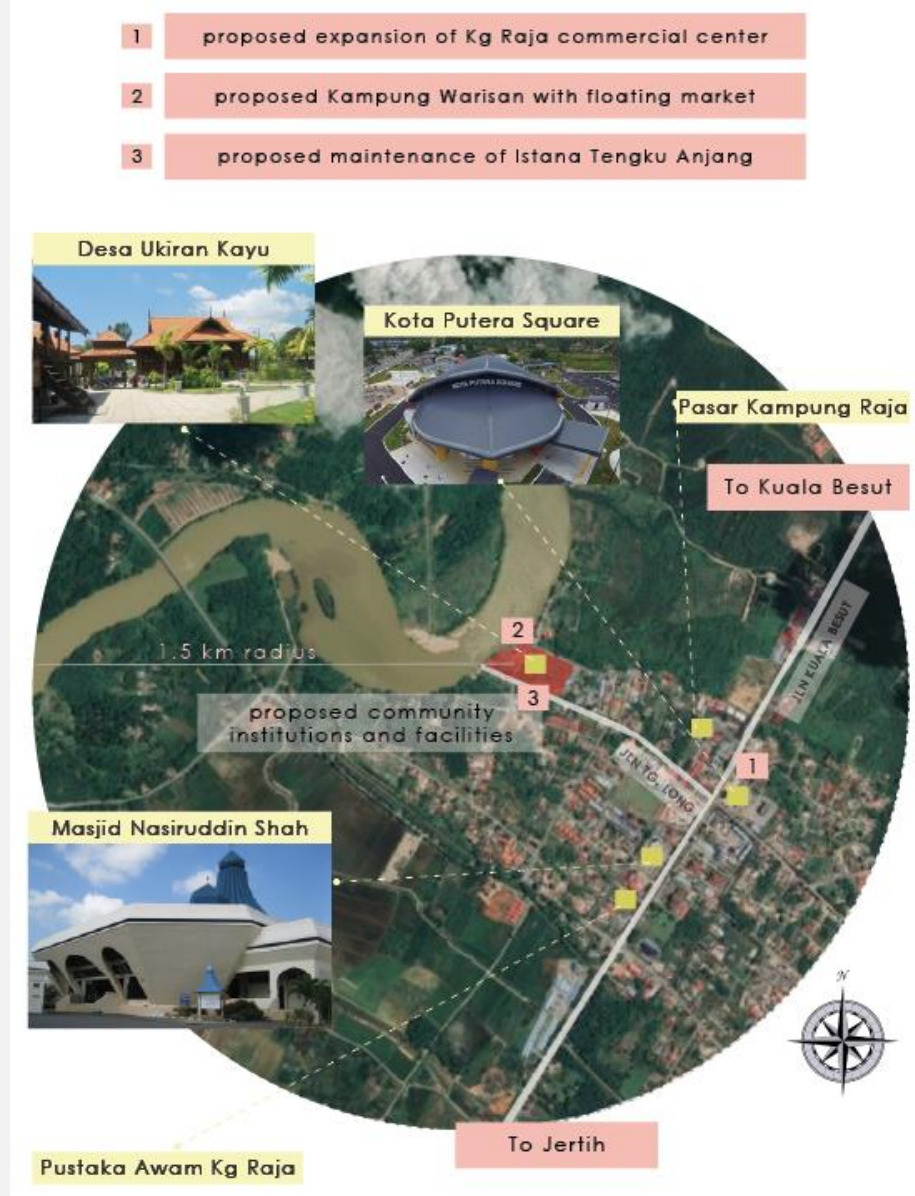 1 proposed expansion of Kg Raja commercial center
2 proposed Kampung Warisan with floating market
3 proposed maintenance of Istana Tengku Anjang
Desa Ukiran Kayu
Kota Putera Square
KOTA PUTERA SQUARE
Pasar Kampung Raja
To Kuala Besut
JLN KUALA BESUT
2
1.5 km radius
3
proposed community
institutions and facilities
JLN TG. LONG
1
Masjid Nasiruddin Shah
N
To Jertih
Pustaka Awam Kg Raja